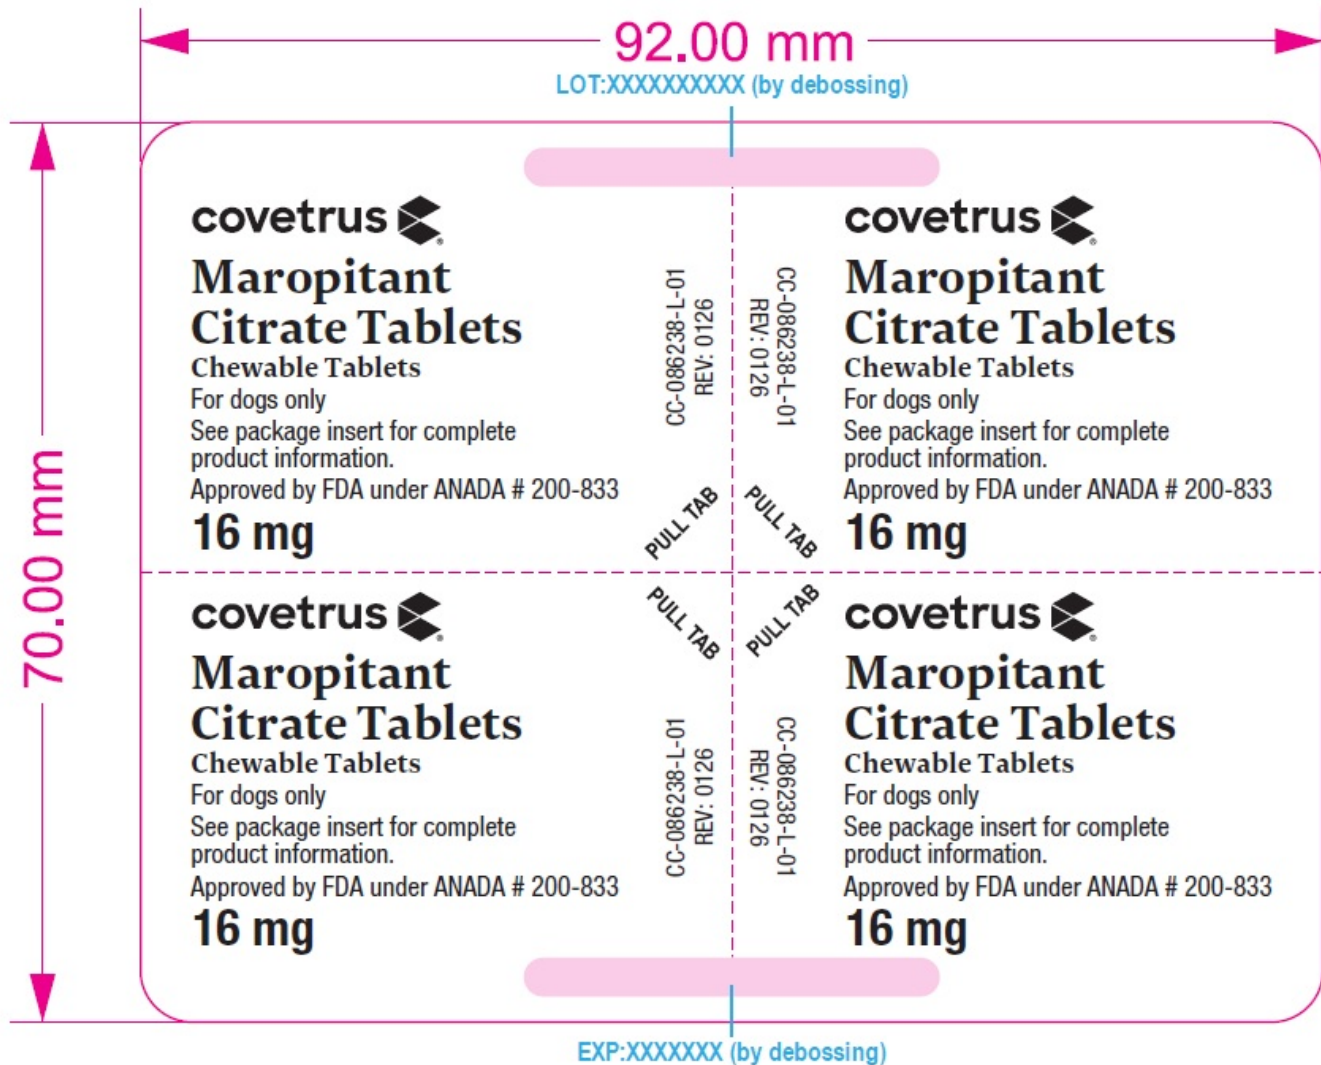 92.00 mm
LOT:XXXXXXXXXX (by debossing)
70.00 mm
covetrus
Maropitant
Citrate Tablets
Chewable Tablets
For dogs only
See package insert for complete
product information.
Approved by FDA under ANADA # 200-833
16 mg
CC-086238-L-01
REV: 0126
PULL TAB
CC-086238-L-01
REV: 0126
PULL TAB
covetrus
Maropitant
Citrate Tablets
Chewable Tablets
For dogs only
See package insert for complete
product information.
Approved by FDA under ANADA # 200-833
16 mg
covetrus
Maropitant
Citrate Tablets
Chewable Tablets
For dogs only
See package insert for complete
product information.
Approved by FDA under ANADA # 200-833
16 mg
PULL TAB
CC-086238-L-01
REV: 0126
PULL TAB
CC-086238-L-01
REV: 0126
covetrus
Maropitant
Citrate Tablets
Chewable Tablets
For dogs only
See package insert for complete
product information.
Approved by FDA under ANADA # 200-833
16 mg
EXP:XXXXXXX (by debossing)